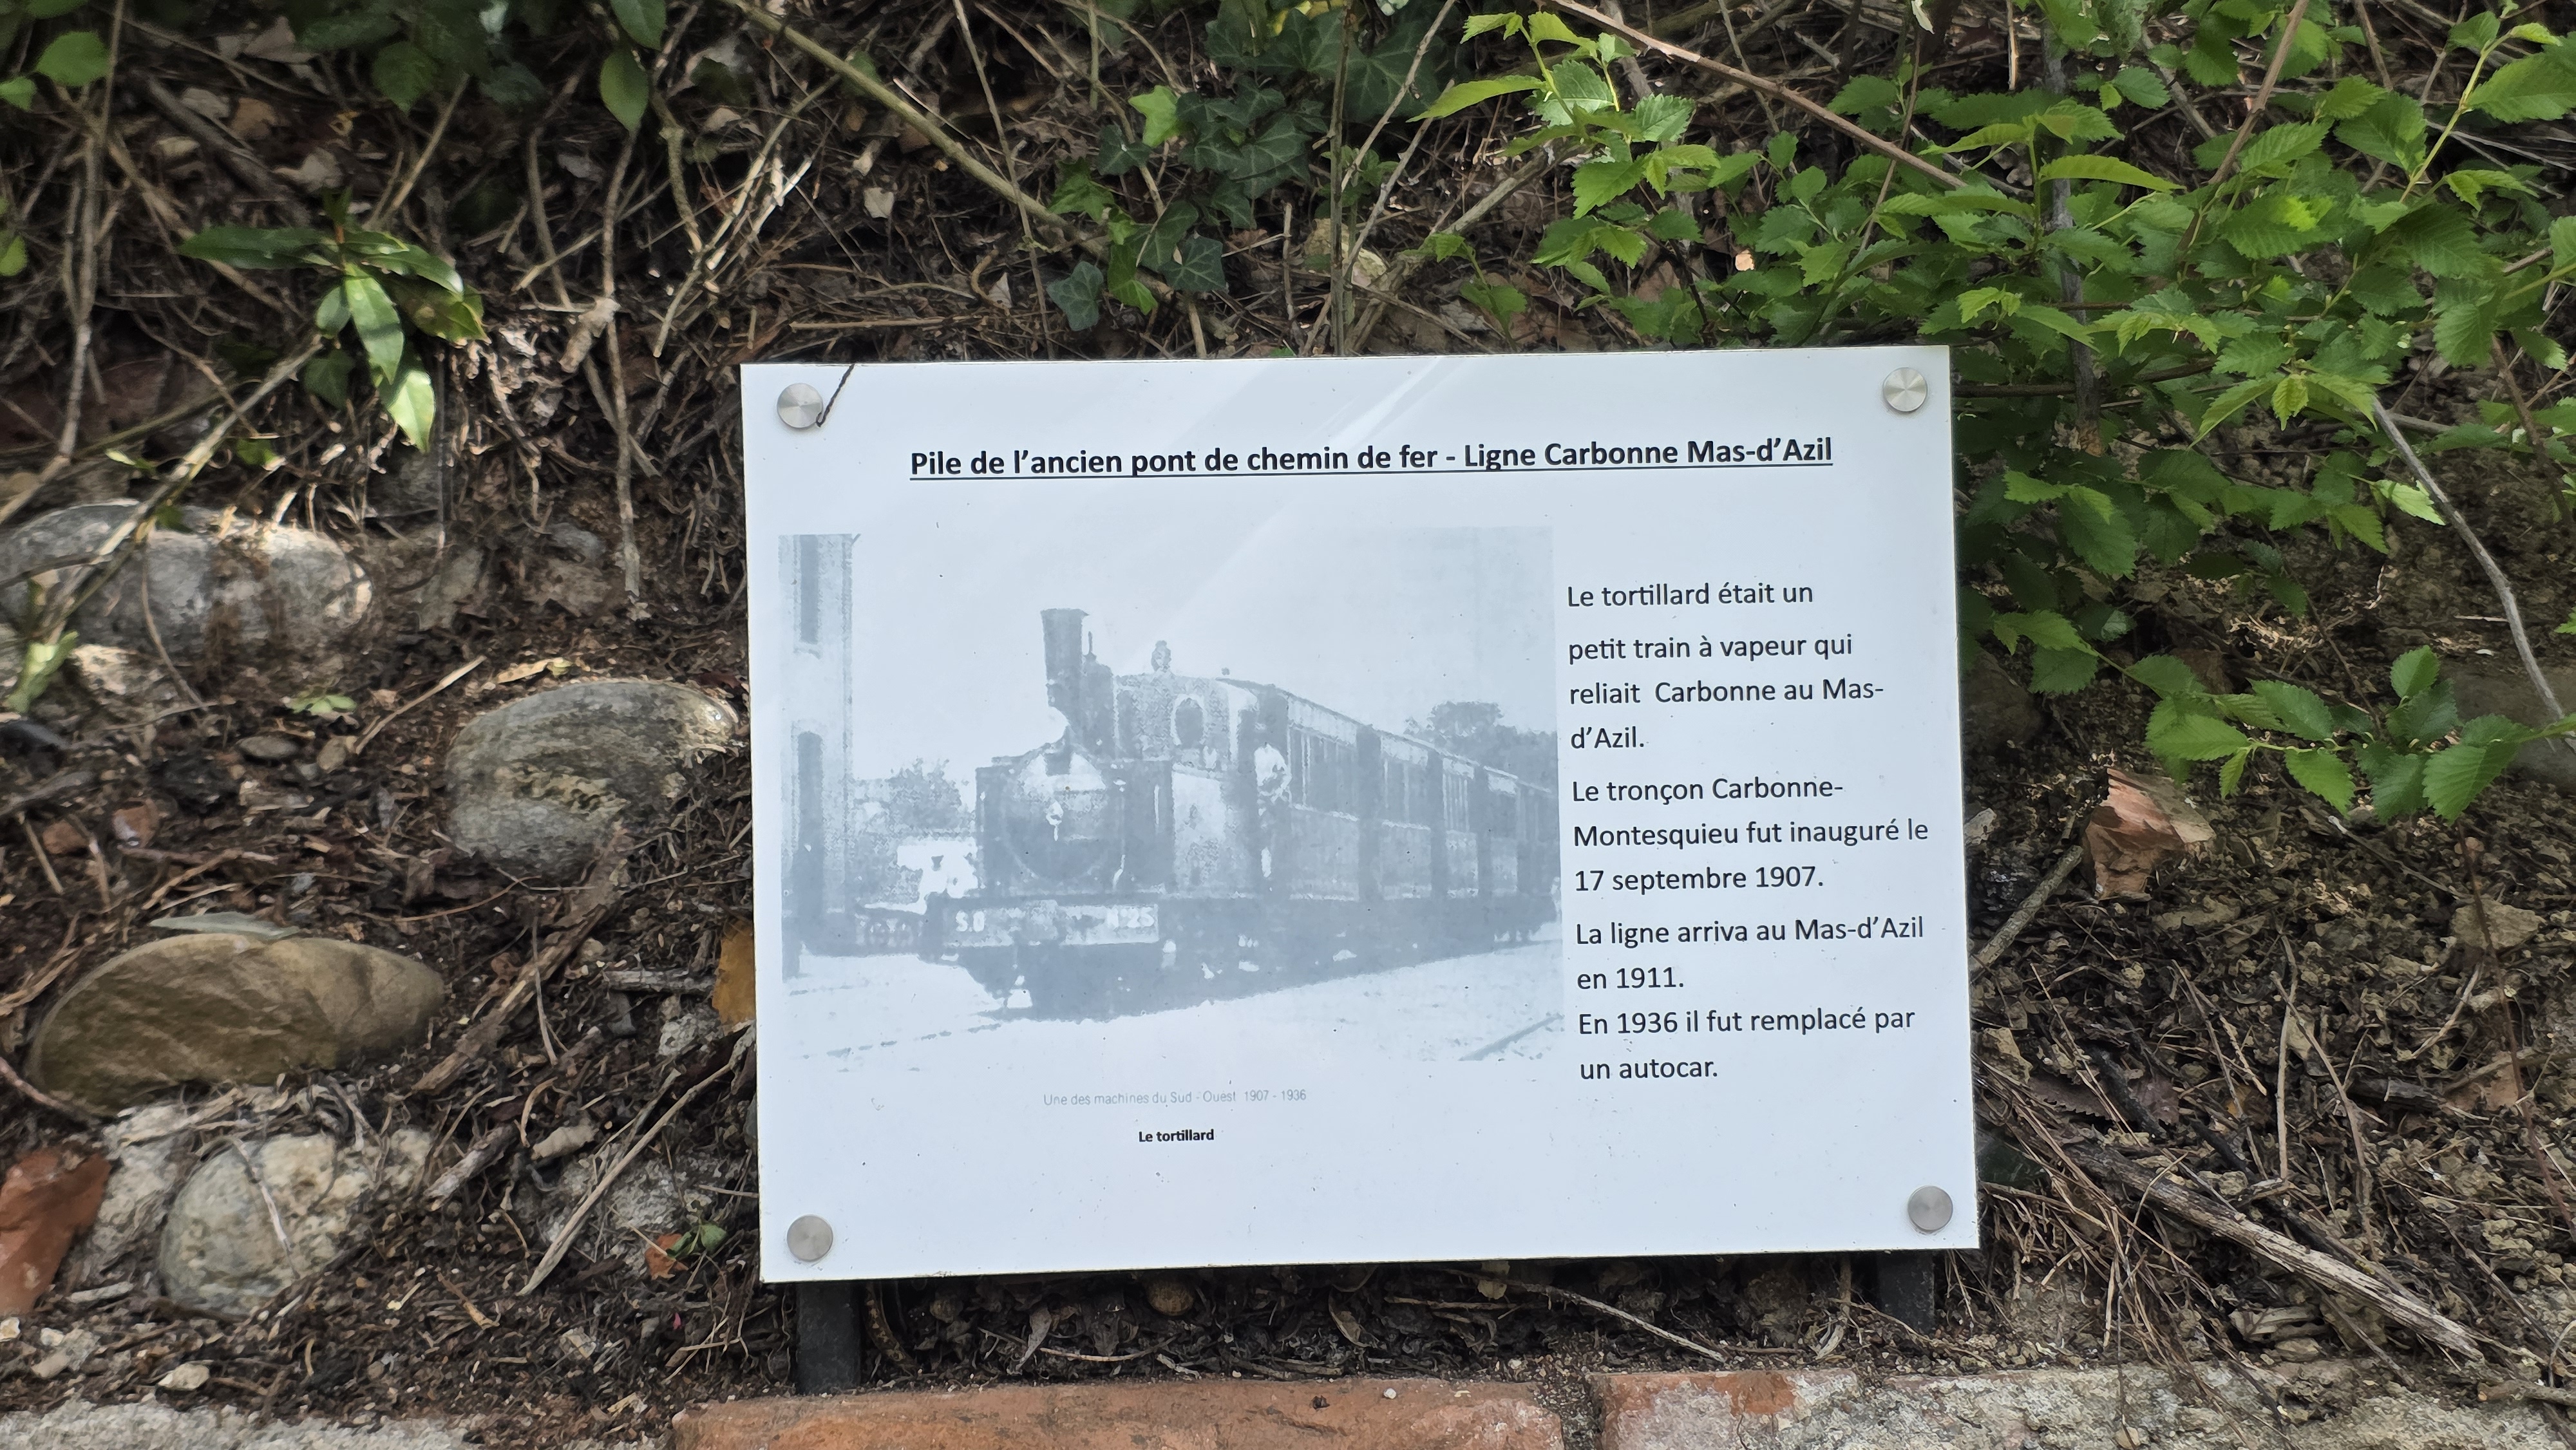 Pile de l'ancien pont de chemin de fer - Ligne Carbonne Mas-d'Azil
Le tortillard était un
petit train à vapeur qui
reliait Carbonne au Mas-
d'Azil.
Le tronçon Carbonne-
Montesquieu fut inauguré le
17 septembre 1907.
La ligne arriva au Mas-d'Azil
en 1911.
En 1936 il fut remplacé par
un autocar.
S.O N°25
Une des machines du Sud - Ouest 1907 - 1936
Le tortillard